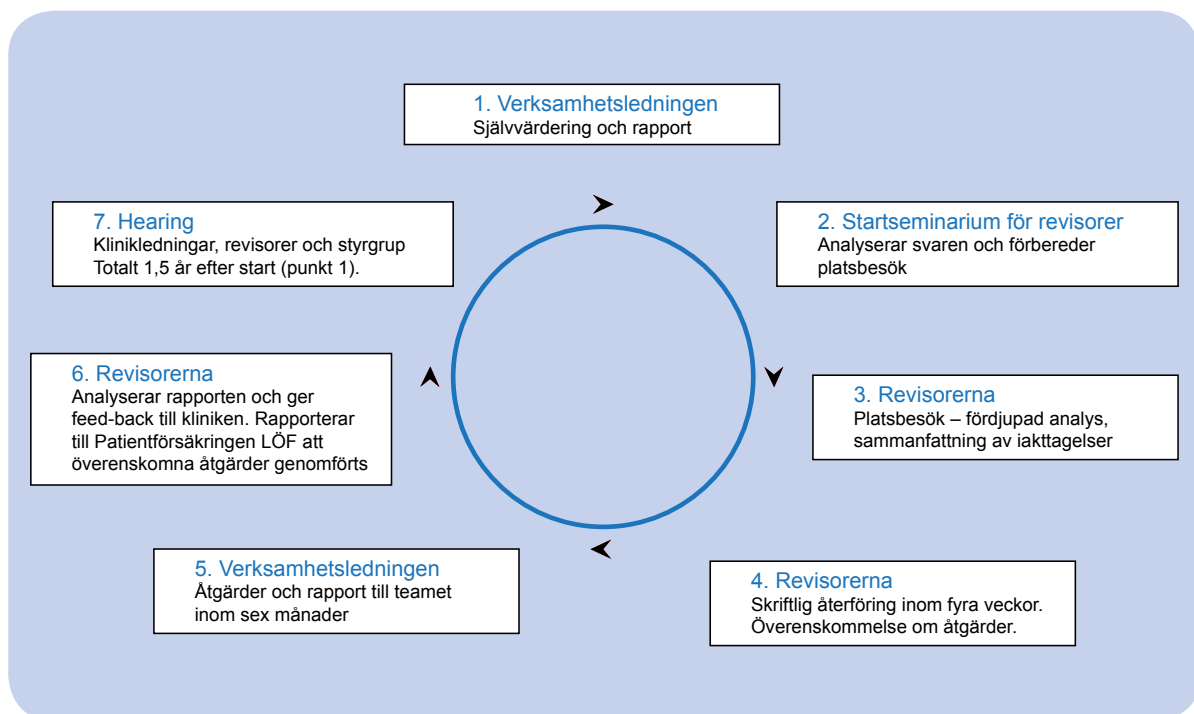 1. Verksamhetsledningen
Självvärdering och rapport
2. Startseminarium för revisorer
Analyserar svaren och förbereder
platsbesök
3. Revisorerna
Platsbesök – fördjupad analys,
sammanfattning av iakttagelser
4. Revisorerna
Skriftlig återföring inom fyra veckor.
Överenskommelse om åtgärder.
5. Verksamhetsledningen
Åtgärder och rapport till teamet
inom sex månader
6. Revisorerna
Analyserar rapporten och ger
feed-back till kliniken. Rapporterar
till Patientförsäkringen LÖF att
överenskomna åtgärder genomförts
7. Hearing
Klinikledningar, revisorer och styrgrup
Totalt 1,5 år efter start (punkt 1).